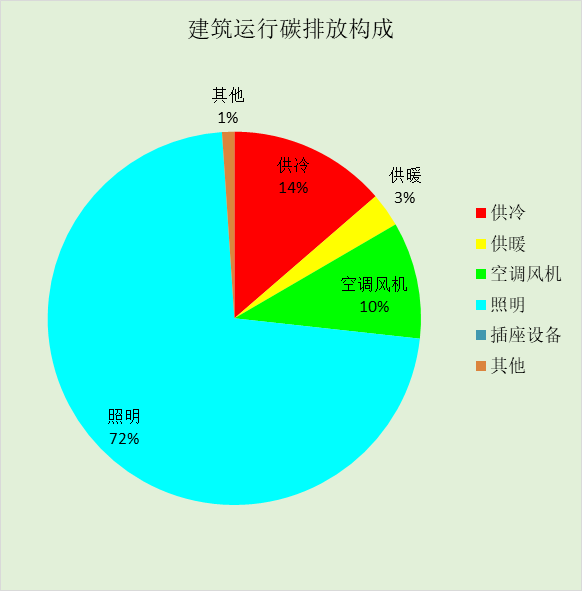 建筑运行碳排放构成
其他
1%
供冷
14%
供暖
3%
空调风机
10%
照明
72%
供冷
供暖
空调风机
照明
插座设备
其他